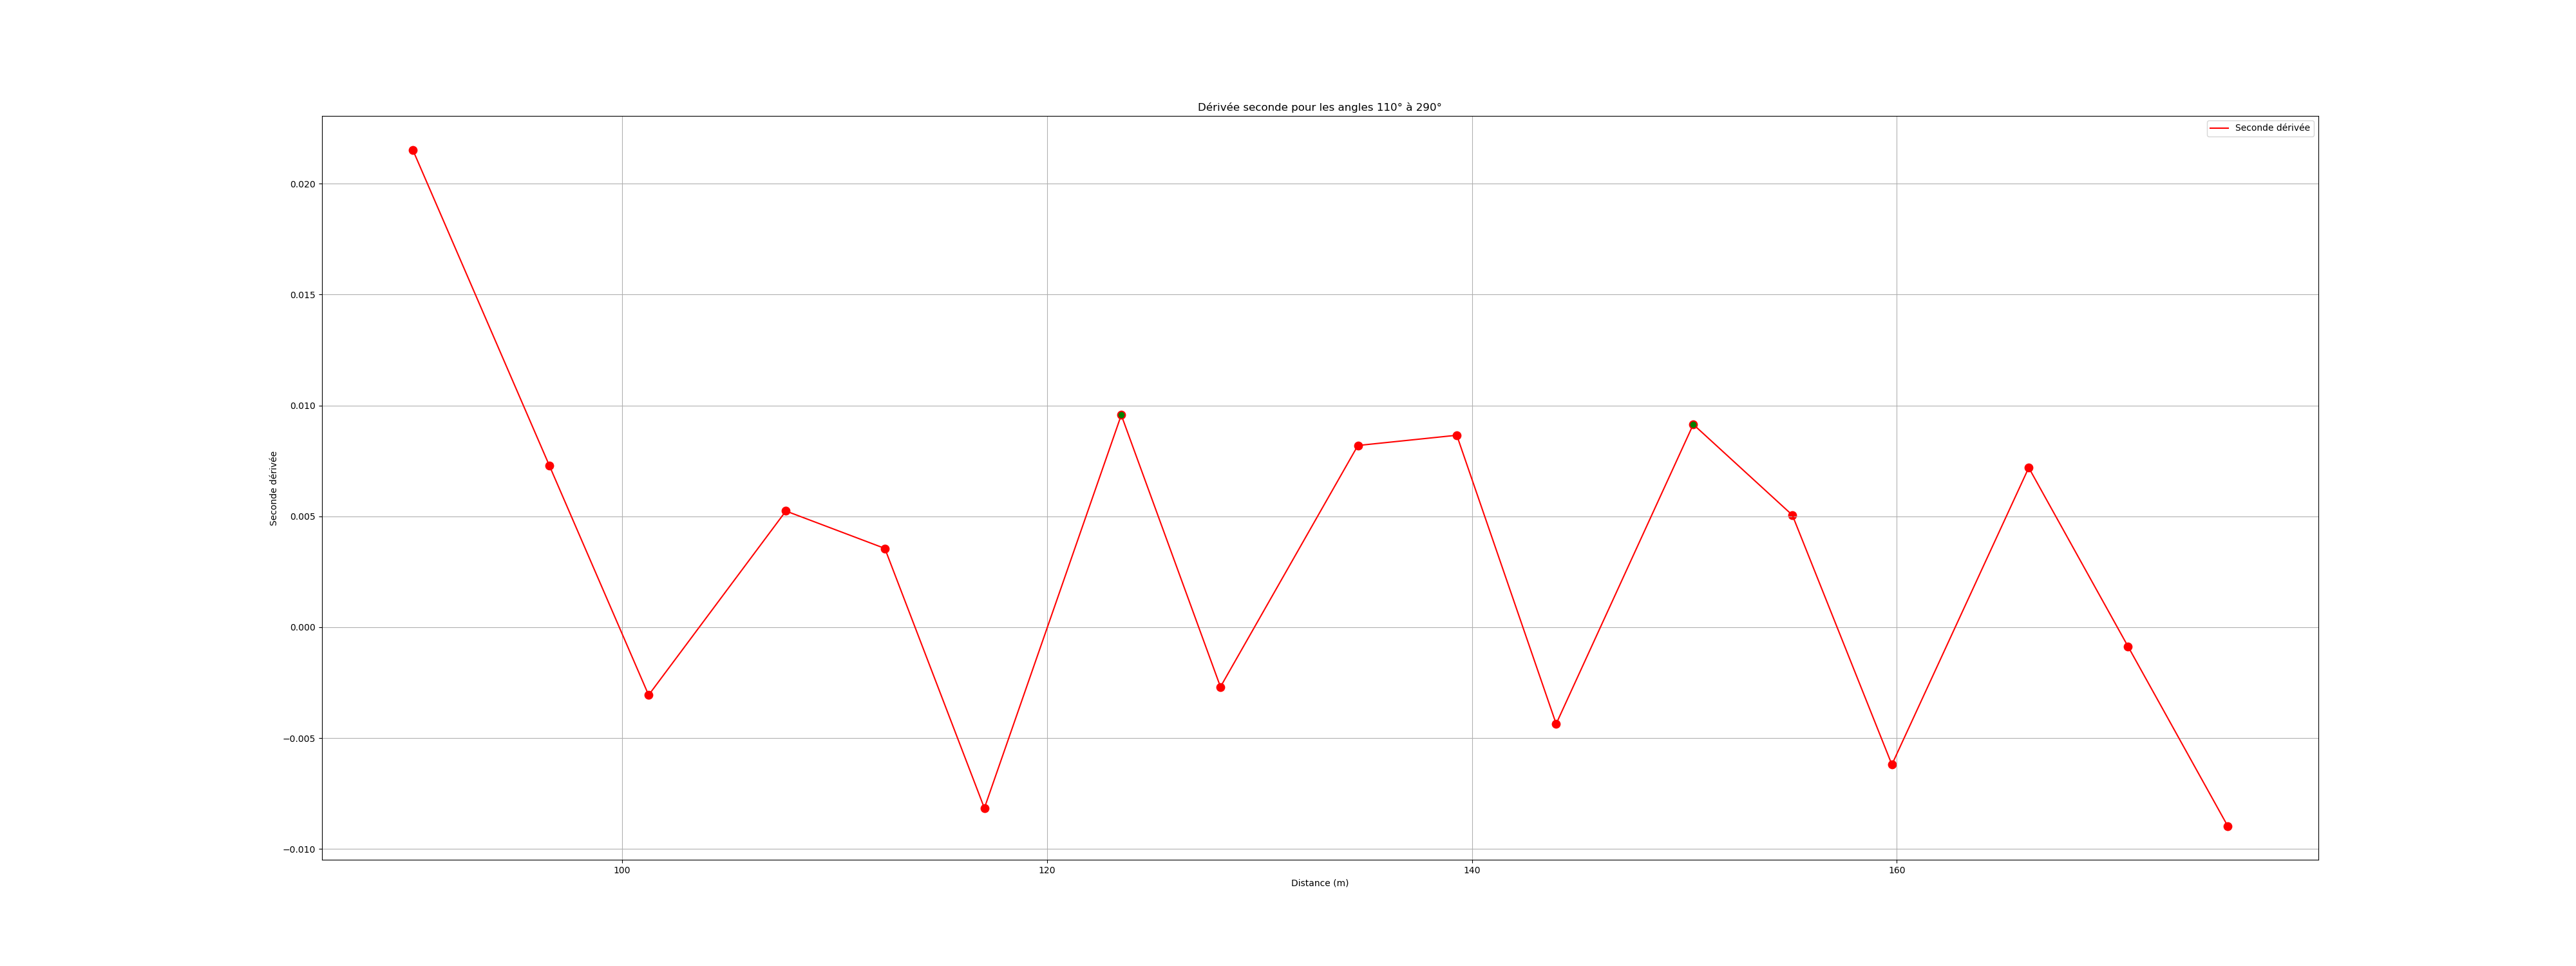 Dérivée seconde pour les angles 110° à 290°
Seconde dérivée
0.020
0.015
0.010
0.005
0.000
−0.005
−0.010
Seconde dérivée
100
120
140
160
Distance (m)